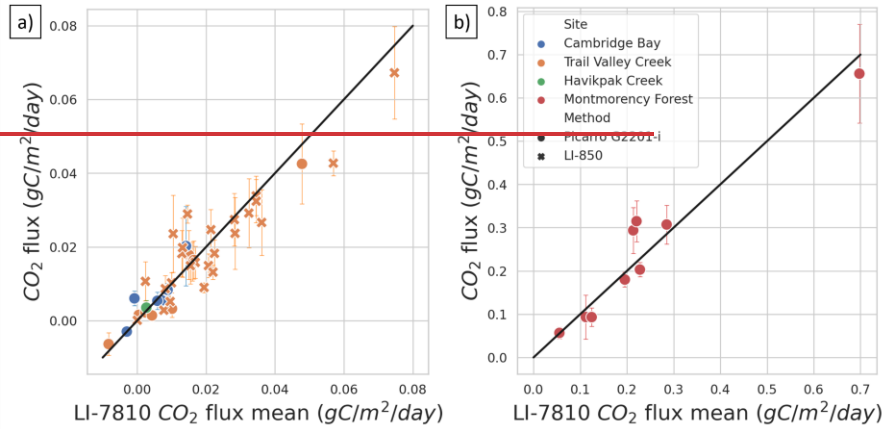 a)
0.08
0.06
0.04
0.02
0.00
CO2 flux (gC/m²/day)
0.00 0.02 0.04 0.06 0.08
LI-7810 CO2 flux mean (gC/m²/day)
b)
0.8
0.7
0.6
0.5
0.4
0.3
0.2
0.1
0.0
CO2 flux (gC/m²/day)
Site
Cambridge Bay
Trail Valley Creek
Havikpak Creek
Montmorency Forest
Method
Picarro G2201-i
LI-850
0.0 0.1 0.2 0.3 0.4 0.5 0.6 0.7
LI-7810 CO2 flux mean (gC/m²/day)